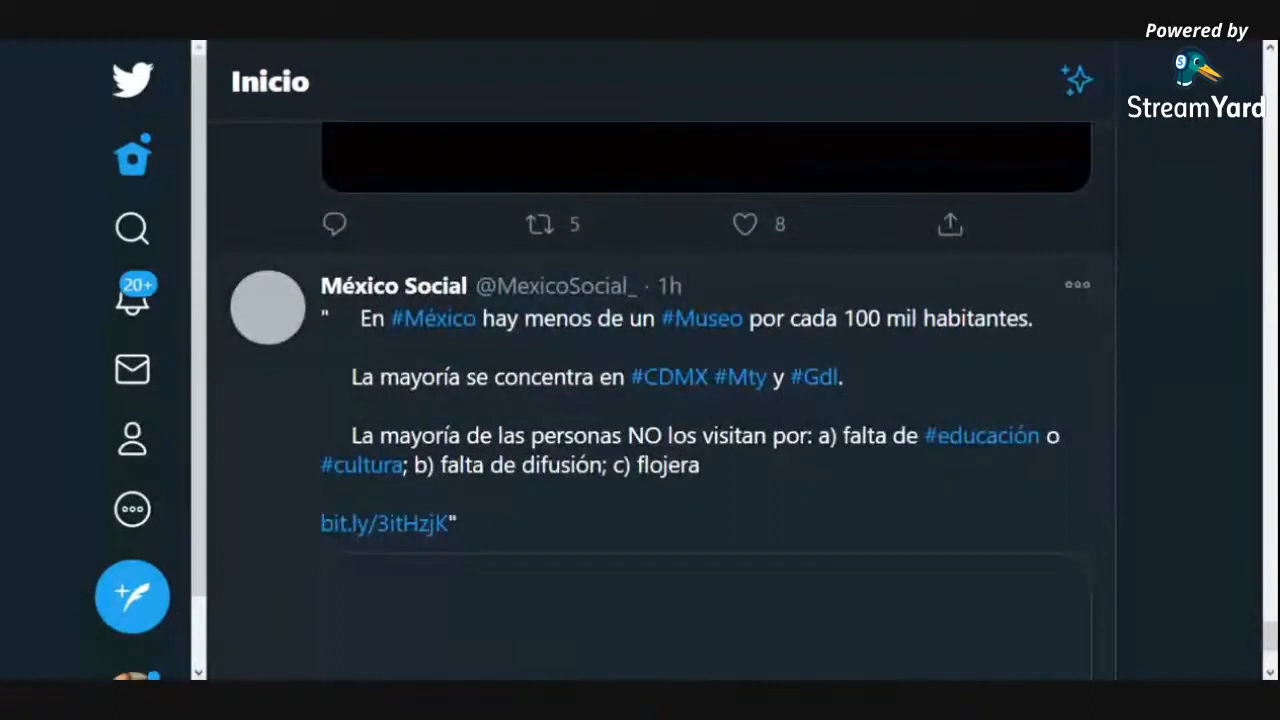 Powered by
StreamYard
Inicio
5
8
20+
México Social @MexicoSocial_ · 1h
" En #México hay menos de un #Museo por cada 100 mil habitantes.
La mayoría se concentra en #CDMX #Mty y #Gdl.
La mayoría de las personas NO los visitan por: a) falta de #educación o
#cultura; b) falta de difusión; c) flojera
bit.ly/3itHzjK"